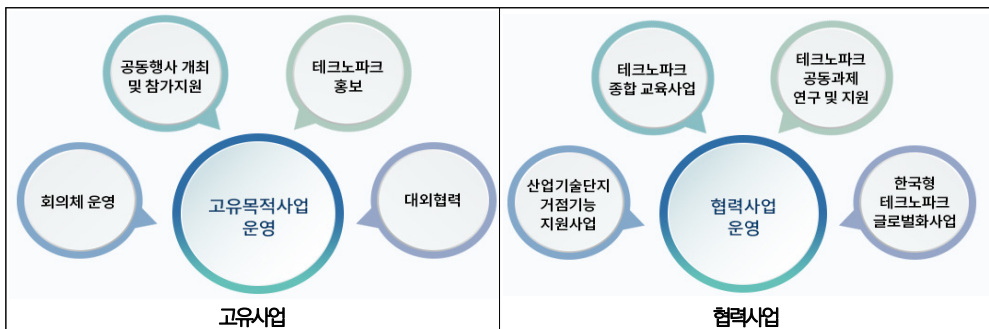 공동행사 개최
및 참가지원
테크노파크
홍보
회의체 운영
고유목적사업
운영
대외협력
고유사업
테크노파크
종합 교육사업
테크노파크
공동과제
연구 및 지원
산업기술단지
거점기능
지원사업
협력사업
운영
한국형
테크노파크
글로벌화사업
협력사업